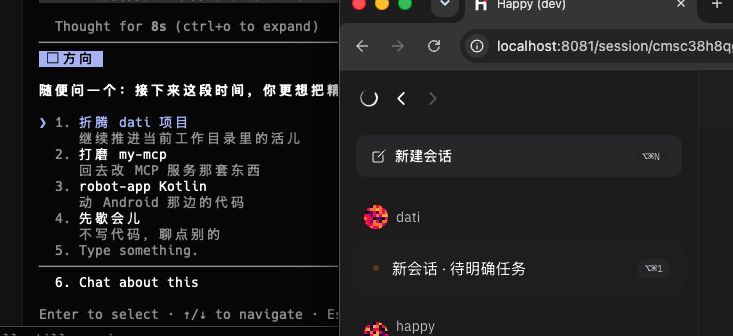 Thought for 8s (ctrl+o to expand)
□ 方向
随便问一个：接下来这段时间，你更想把精
❯ 1. 折腾 dati 项目
继续推进当前工作目录里的活儿
2. 打磨 my-mcp
回去改 MCP 服务那套东西
3. robot-app Kotlin
动 Android 那边的代码
4. 先歇会儿
不写代码，聊点别的
5. Type something.
6. Chat about this
Enter to select · ↑/↓ to navigate · Es
Happy (dev)
localhost:8081/session/cmsc38h8q
新建会话
⌥⌘N
dati
新会话 · 待明确任务
⌥⌘1
happy